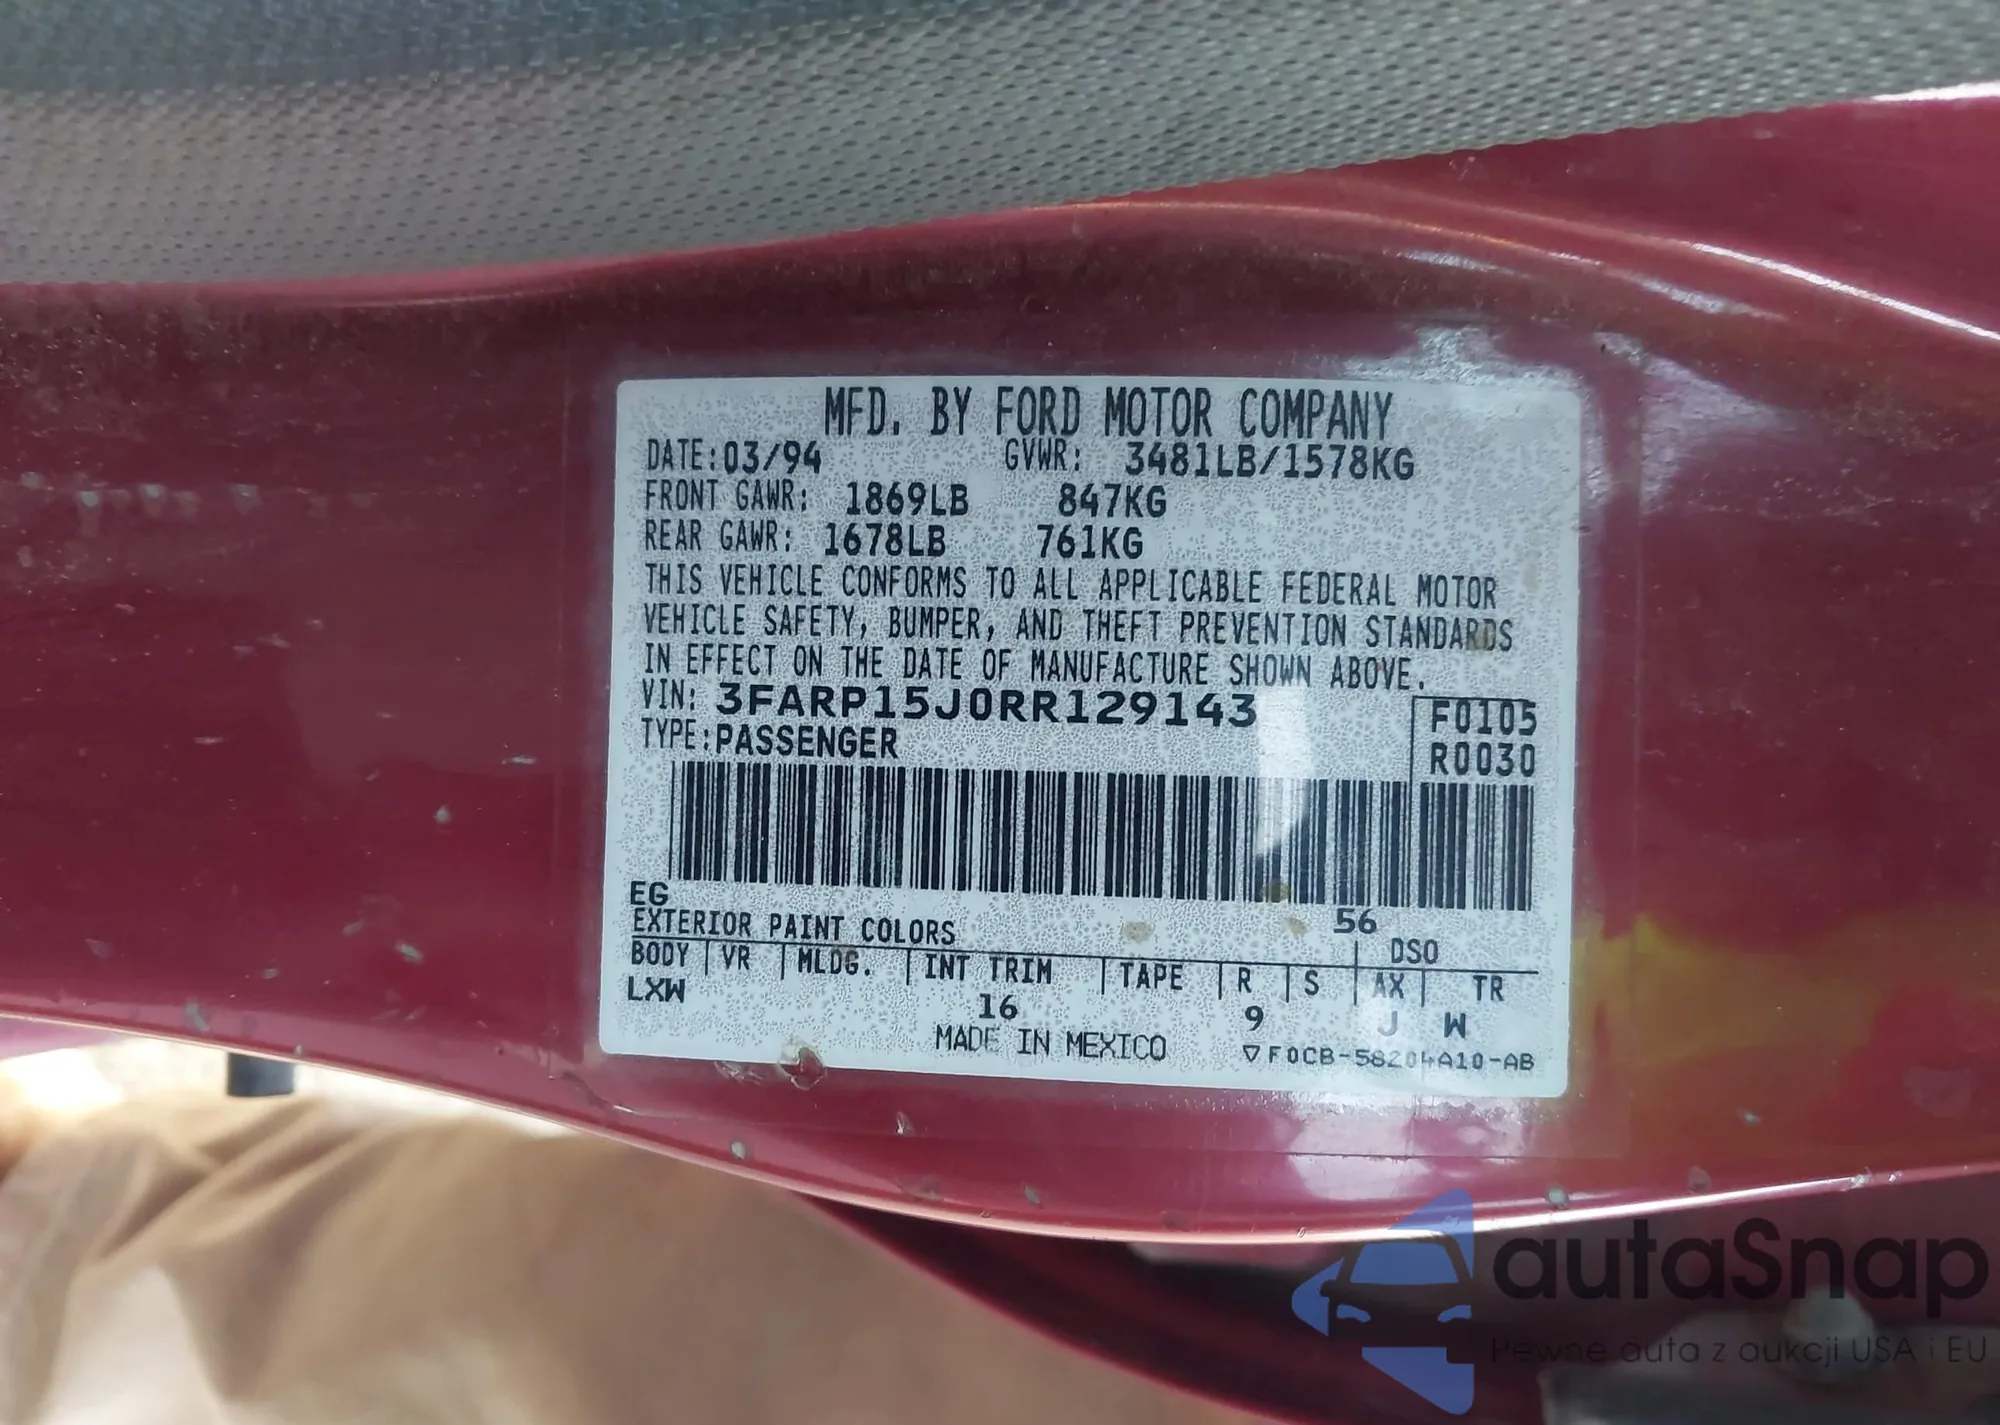 MFD. BY FORD MOTOR COMPANY
DATE:03/94 GVWR: 3481LB/1578KG
FRONT GAWR: 1869LB 847KG
REAR GAWR: 1678LB 761KG
THIS VEHICLE CONFORMS TO ALL APPLICABLE FEDERAL MOTOR
VEHICLE SAFETY, BUMPER, AND THEFT PREVENTION STANDARDS
IN EFFECT ON THE DATE OF MANUFACTURE SHOWN ABOVE.
VIN: 3FARP15J0RR129143
F0105
TYPE:PASSENGER
R0030
EG
56
EXTERIOR PAINT COLORS
DSO
BODY VR MLDG. INT TRIM TAPE R S AX TR
LXW 16 9 J W
MADE IN MEXICO
▽F0CB-58204A10-AB
autaSnap
Pewne auta z aukcji USA i EU